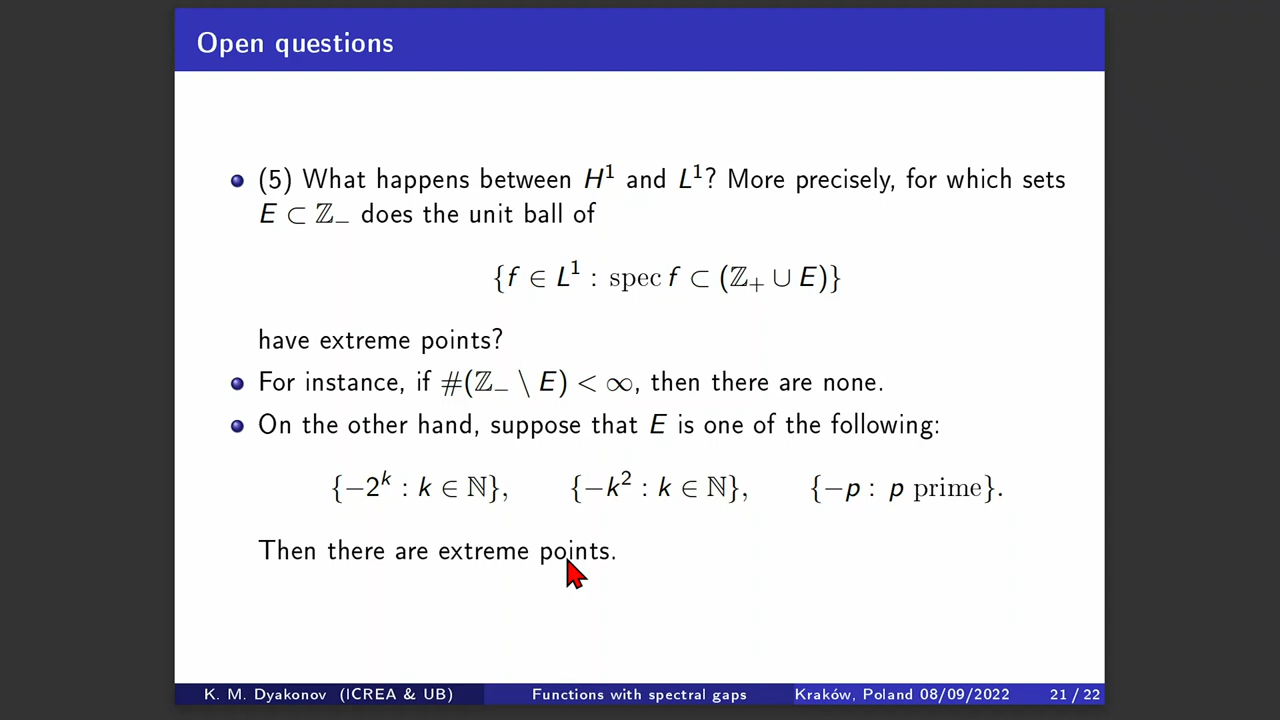 Open questions
(5) What happens between H¹ and L¹? More precisely, for which sets
E ⊂ ℤ₋ does the unit ball of
{f ∈ L¹ : spec f ⊂ (ℤ₊ ∪ E)}
have extreme points?
For instance, if #(ℤ₋ \ E) < ∞, then there are none.
On the other hand, suppose that E is one of the following:
{−2ᵏ : k ∈ ℕ}, {−k² : k ∈ ℕ}, {−p : p prime}.
Then there are extreme points.
K. M. Dyakonov (ICREA & UB) Functions with spectral gaps Kraków, Poland 08/09/2022 21 / 22